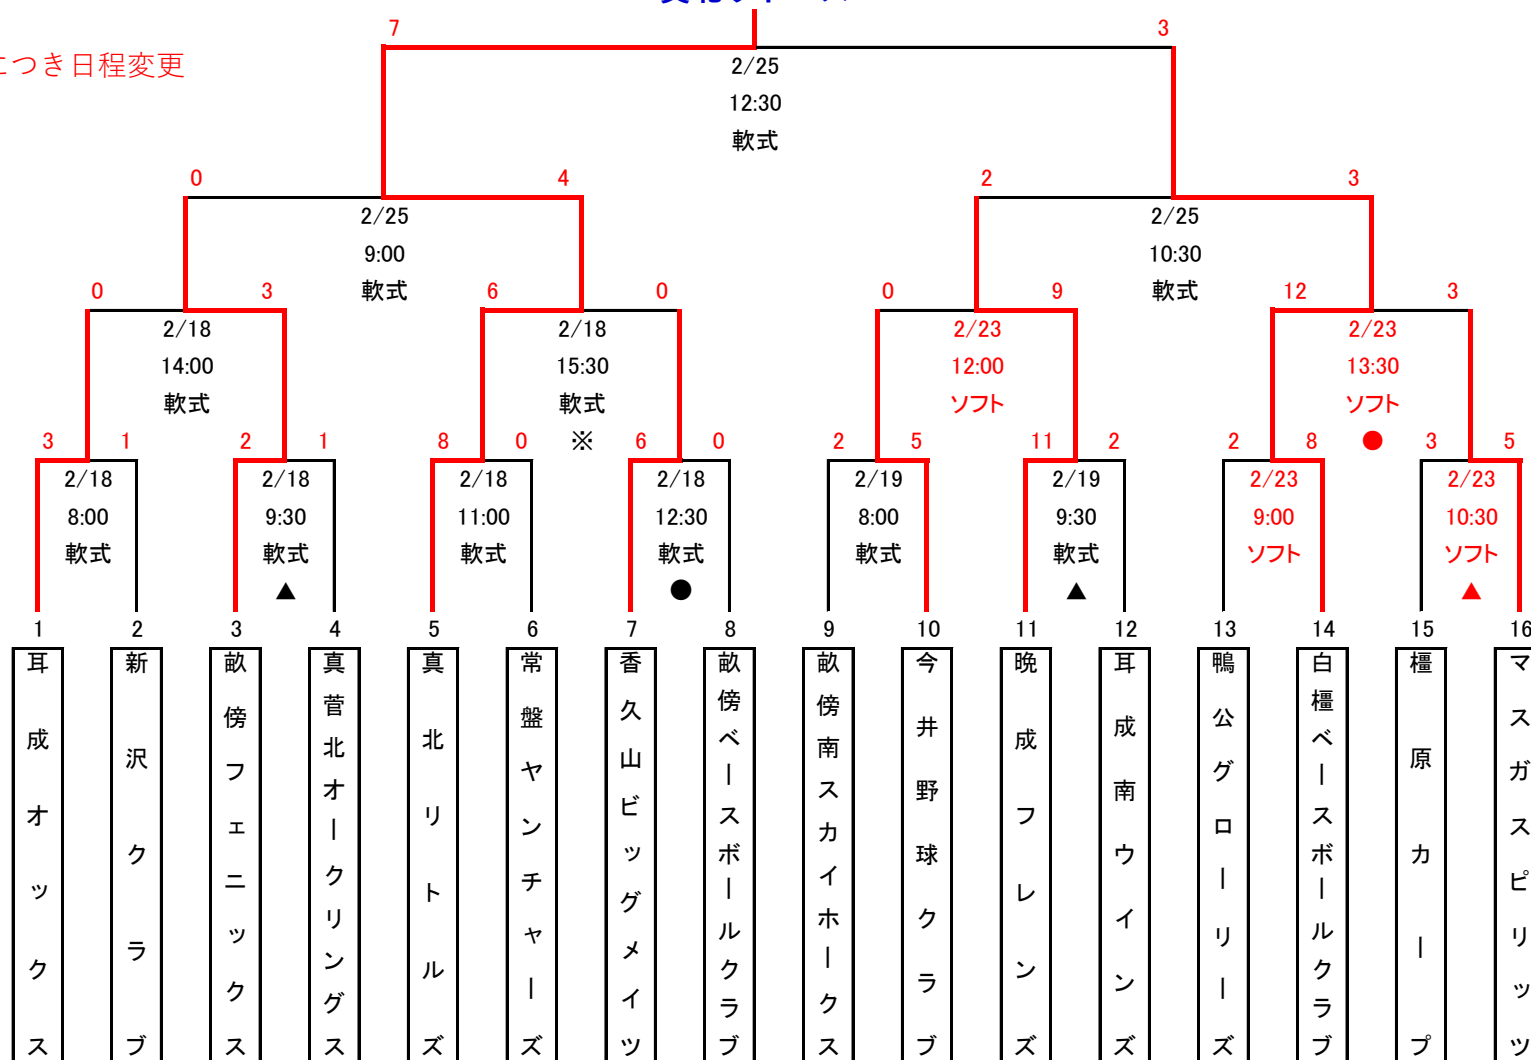 7 3
につき日程変更
2/25
12:30
軟式
0 4 2 3
2/25 2/25
9:00 10:30
軟式 軟式
0 3 6 0 0 9 12 3
2/18 2/18 2/23 2/23
14:00 15:30 12:00 13:30
軟式 軟式 ソフト ソフト
※ ●
3 1 2 1 8 0 6 0 2 5 11 2 2 8 3 5
2/18 2/18 2/18 2/18 2/19 2/19 2/23 2/23
8:00 9:30 11:00 12:30 8:00 9:30 9:00 10:30
軟式 軟式 軟式 軟式 軟式 軟式 ソフト ソフト
▲ ● ▲ ▲
1 2 3 4 5 6 7 8 9 10 11 12 13 14 15 16
耳成オックス
新沢クラブ
畝傍フェニックス
真菅北オークリングス
真北リトルズ
常盤ヤンチャーズ
香久山ビッグメイツ
畝傍ベースボールクラブ
畝傍南スカイホークス
今井野球クラブ
晩成フレンズ
耳成南ウインズ
鴨公グローリーズ
白橿ベースボールクラブ
橿原カープ
マスガスピリッツ